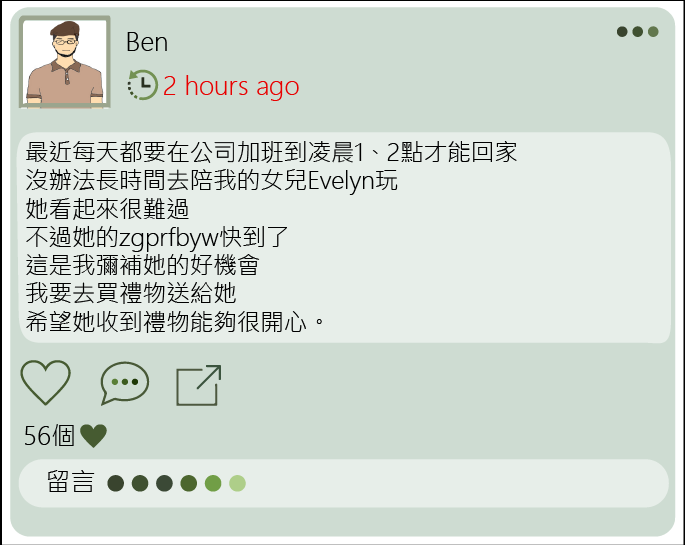 Ben
2 hours ago
最近每天都要在公司加班到凌晨1、2點才能回家
沒辦法長時間去陪我的女兒Evelyn玩
她看起來很難過
不過她的zgprfbyw快到了
這是我彌補她的好機會
我要去買禮物送給她
希望她收到禮物能夠很開心。
56個
留言